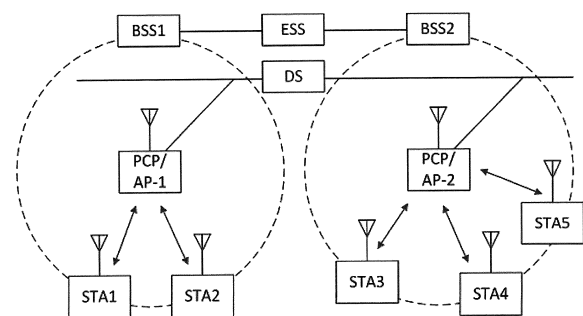 BSS1
ESS
BSS2
DS
PCP/
AP-1
PCP/
AP-2
STA5
STA1
STA2
STA3
STA4